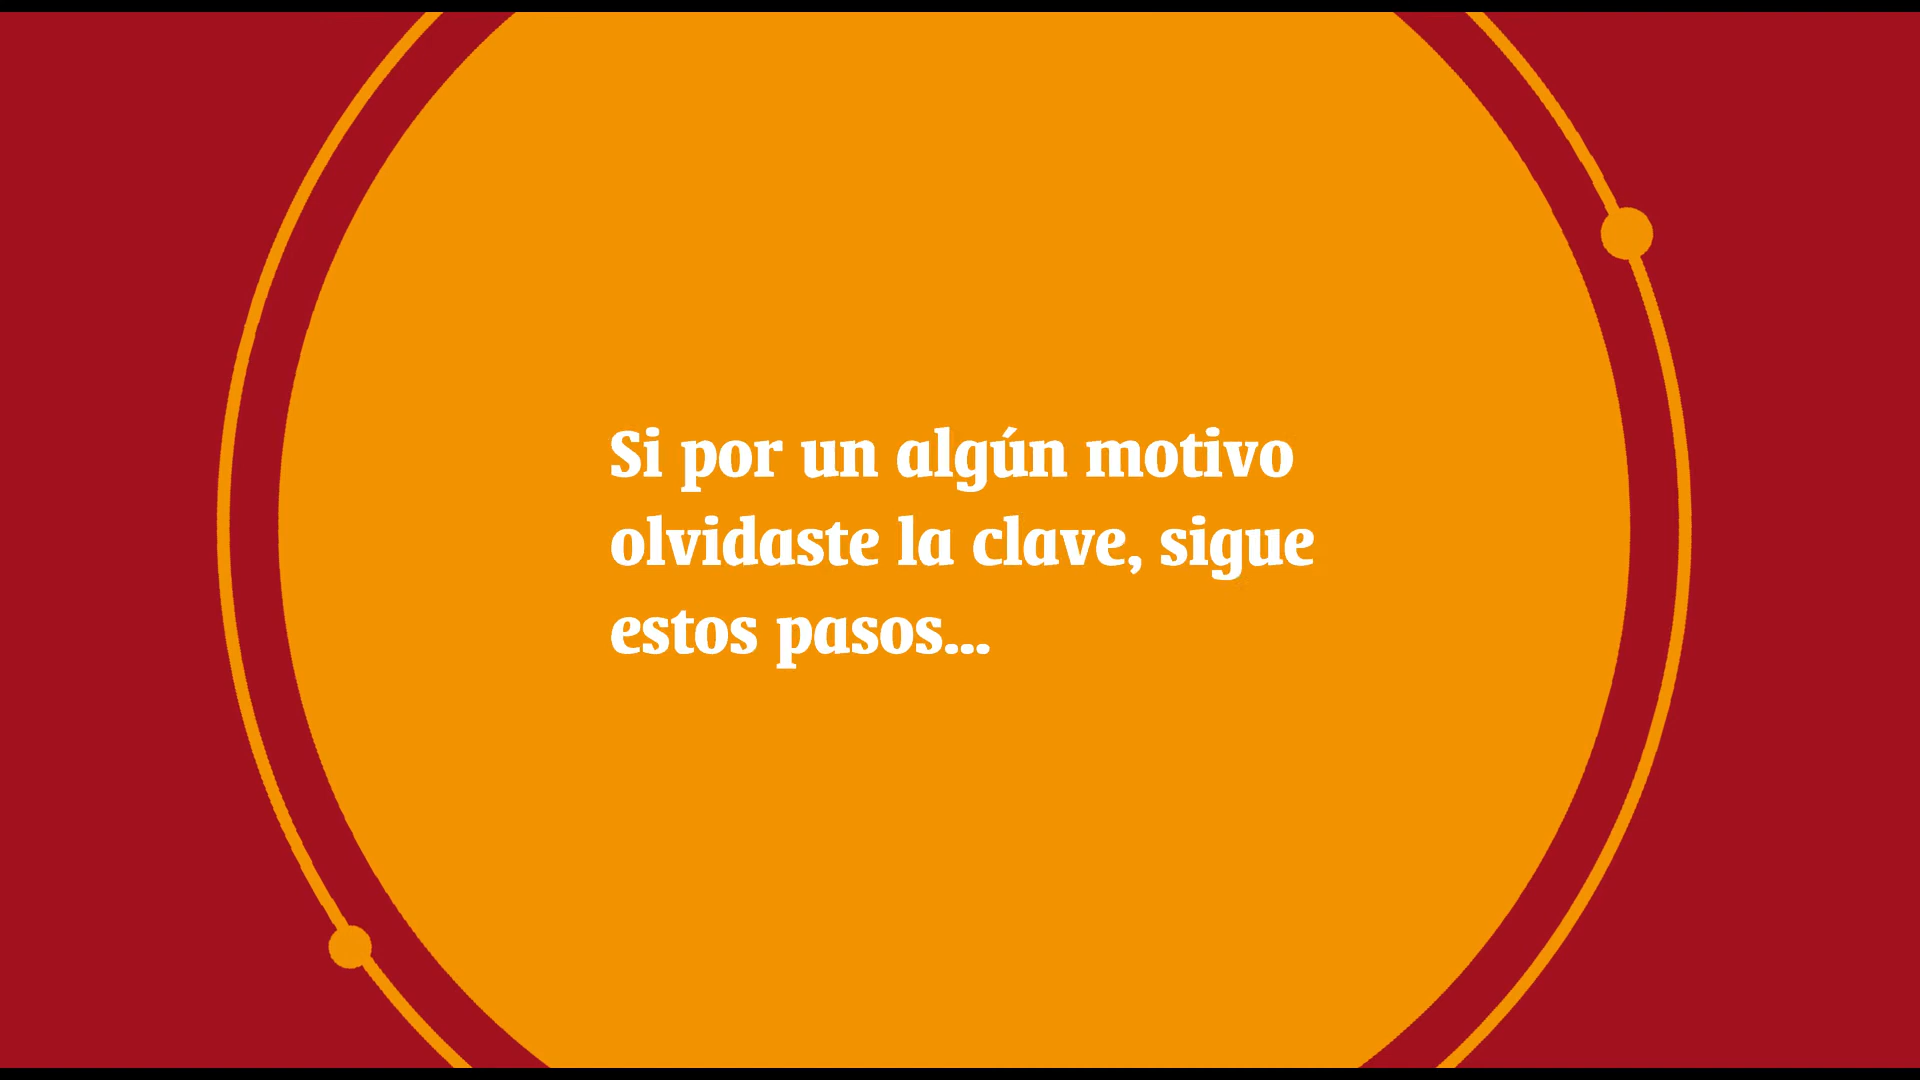 Si por un algún motivo
olvidaste la clave, sigue
estos pasos...